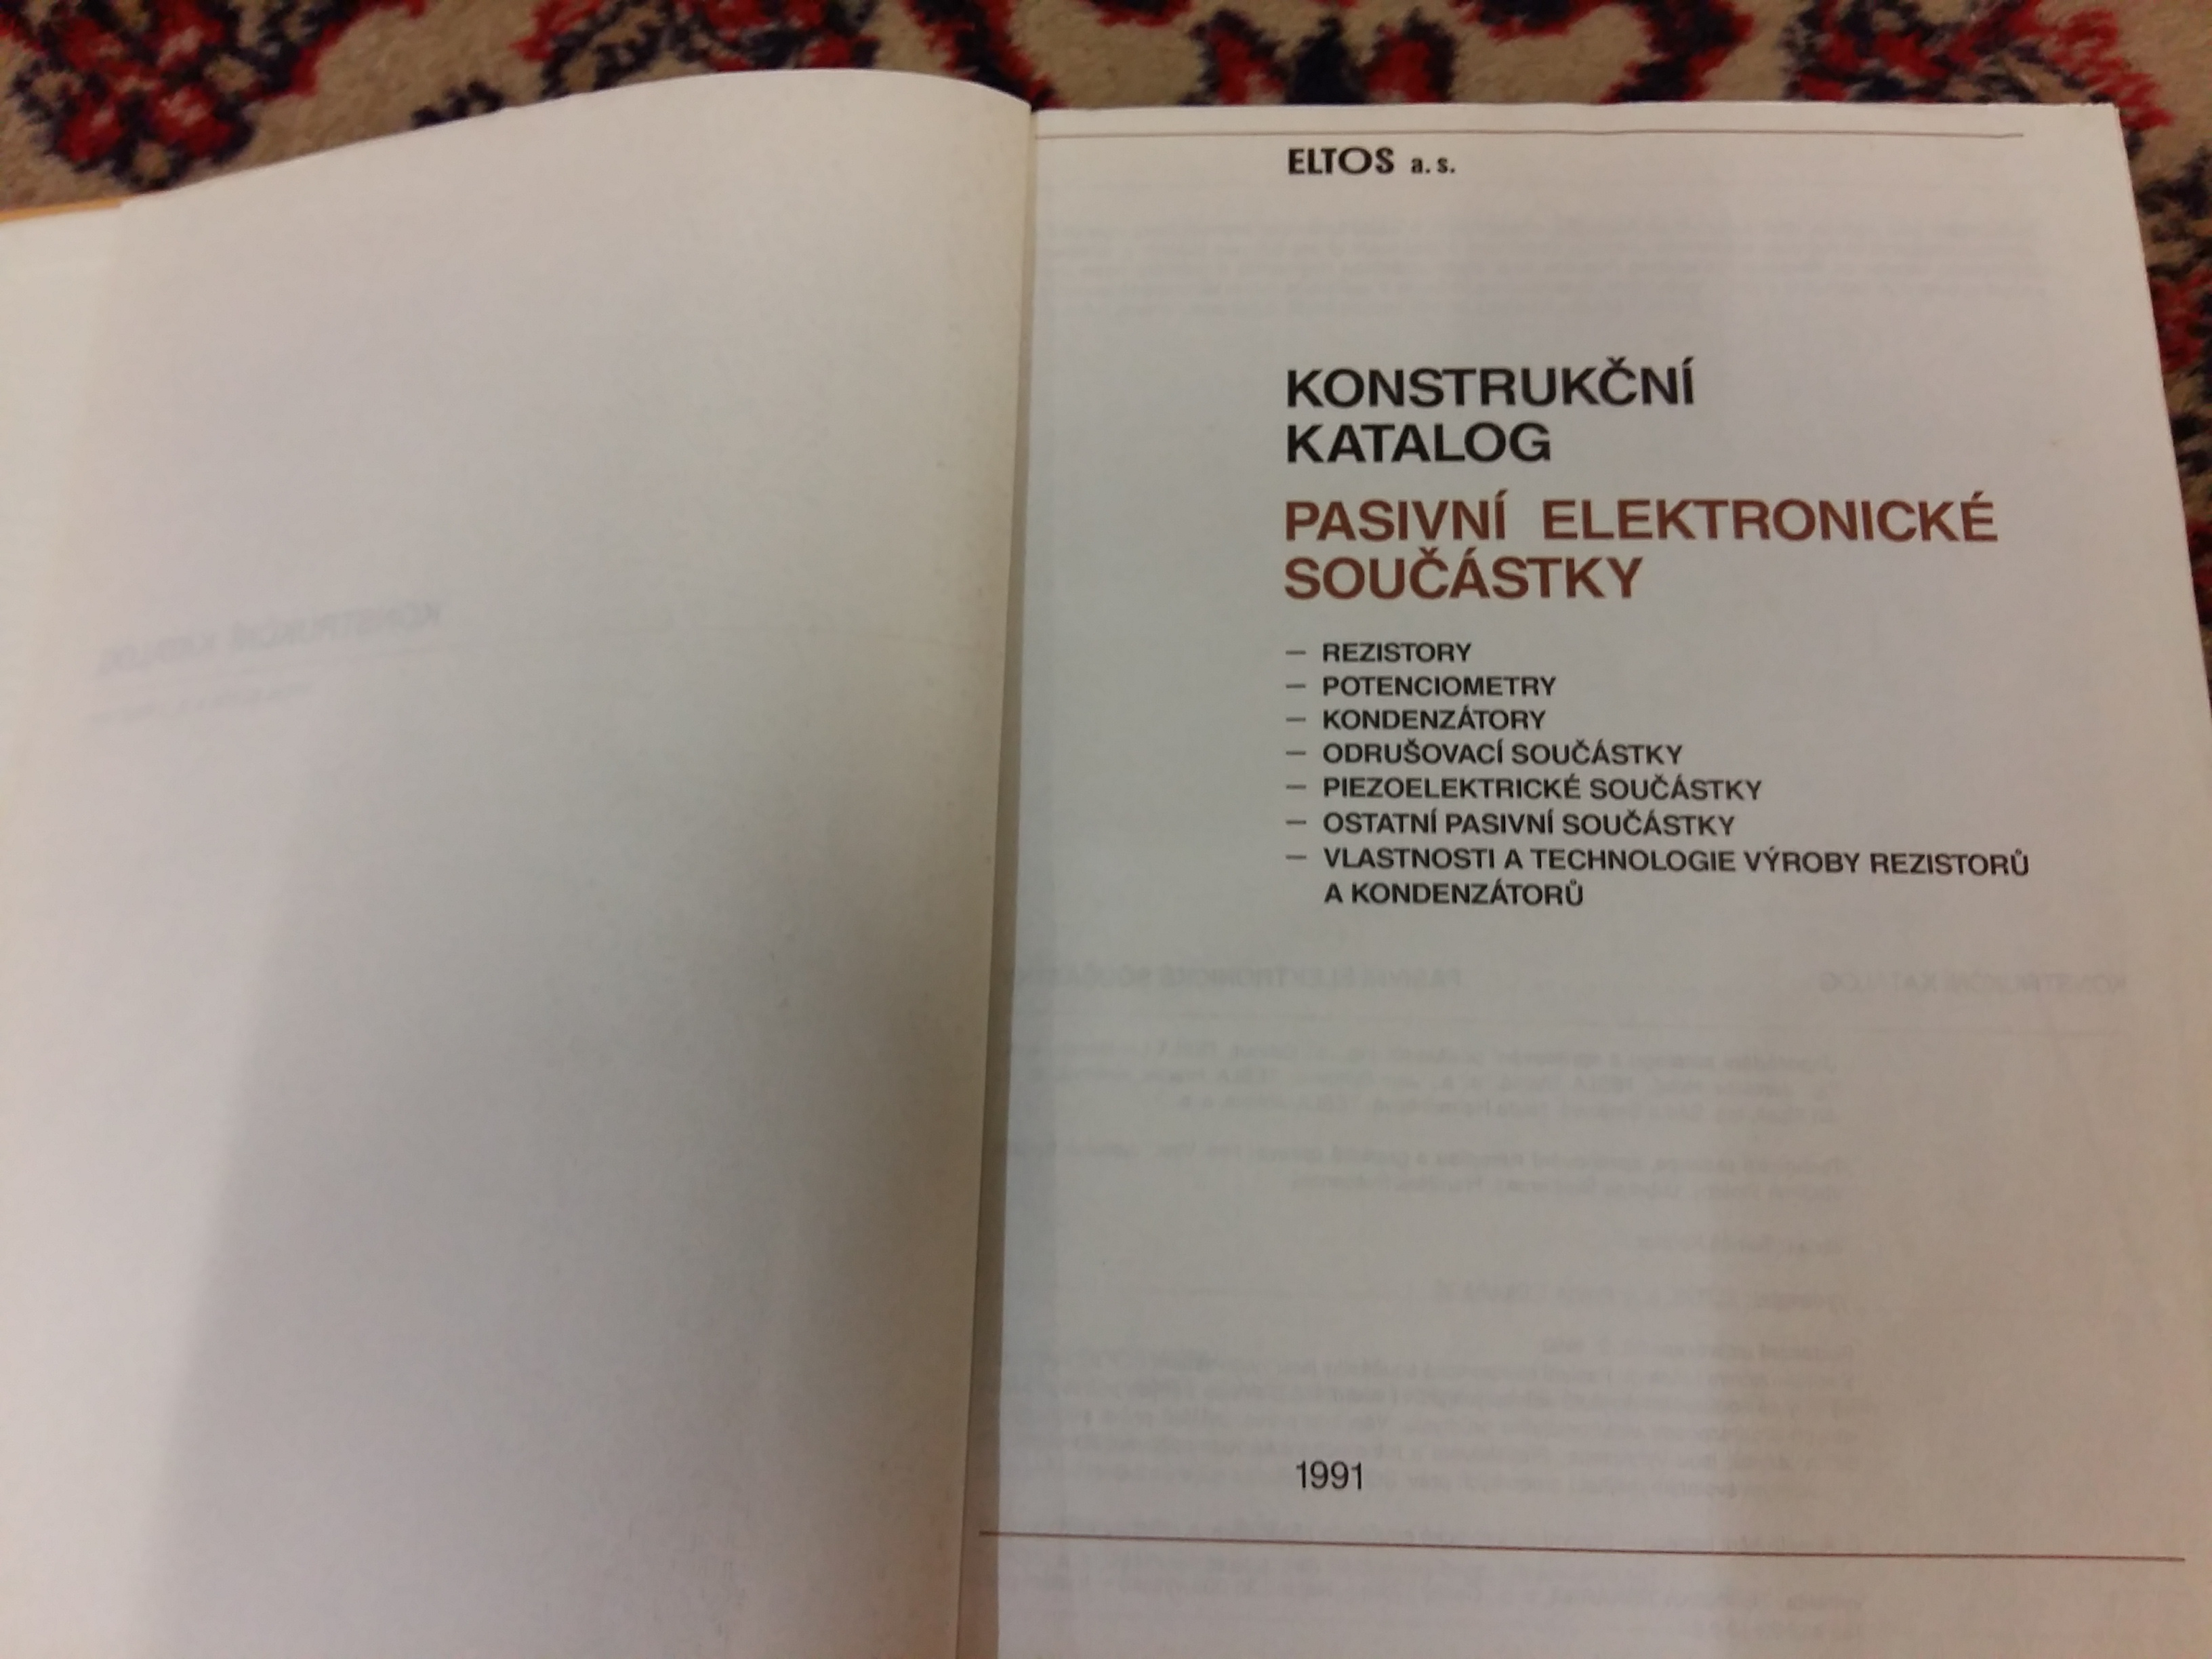 ELTOS a. s.
KONSTRUKČNÍ
KATALOG
PASIVNÍ ELEKTRONICKÉ
SOUČÁSTKY
— REZISTORY
— POTENCIOMETRY
— KONDENZÁTORY
— ODRUŠOVACÍ SOUČÁSTKY
— PIEZOELEKTRICKÉ SOUČÁSTKY
— OSTATNÍ PASIVNÍ SOUČÁSTKY
— VLASTNOSTI A TECHNOLOGIE VÝROBY REZISTORŮ
A KONDENZÁTORŮ
1991